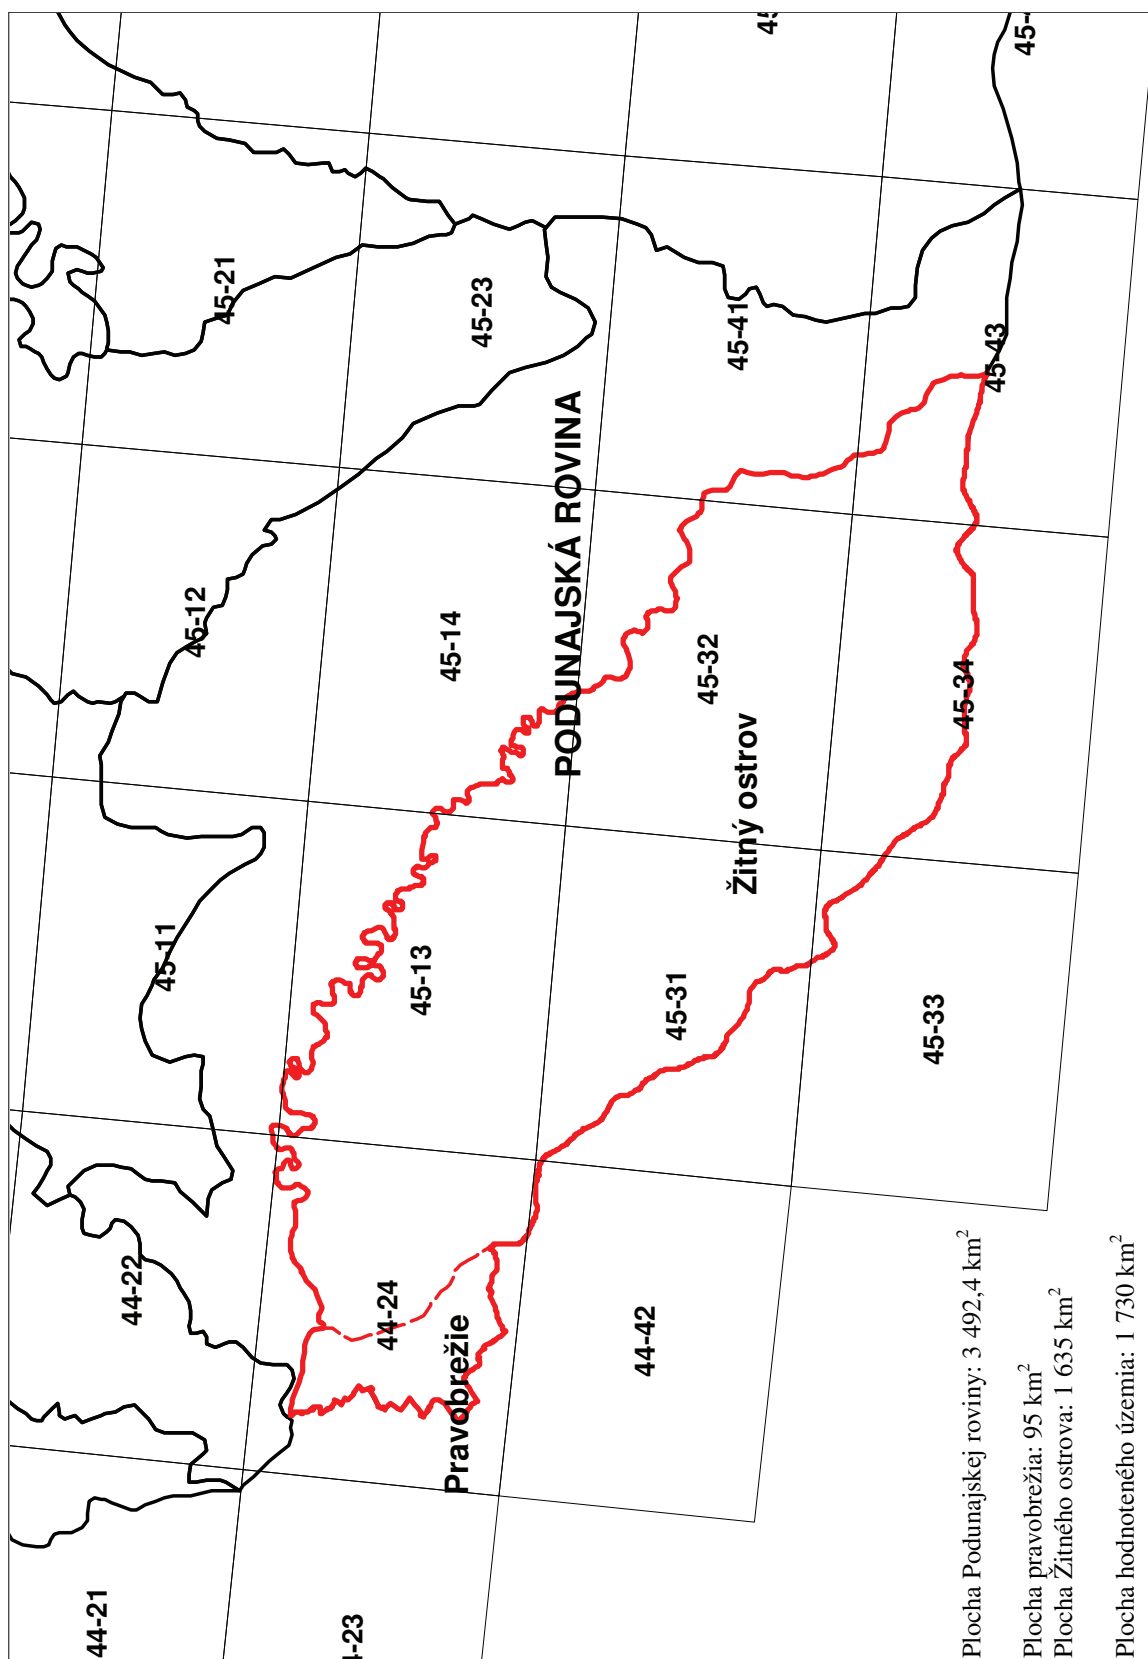 44-21
44-22
45-11
45-12
45-21
44-24
45-13
45-14
45-23
Pravobrežie
PODUNAJSKÁ ROVINA
44-42
45-31
45-32
45-41
Žitný ostrov
45-33
45-34
45-43
Plocha Podunajskej roviny: 3 492,4 km²
Plocha pravobrežia: 95 km²
Plocha Žitného ostrova: 1 635 km²
Plocha hodnoteného územia: 1 730 km²